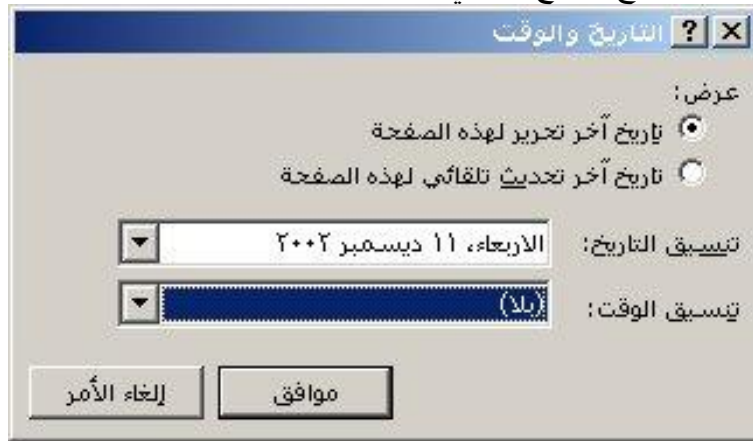 التاريخ والوقت
عرض:
تاريخ آخر تحرير لهذه الصفحة
تاريخ آخر تحديث تلقائي لهذه الصفحة
تنسيق التاريخ: الاربعاء، ١١ ديسمبر ٢٠٠٢
تنسيق الوقت: (بلا)
موافق إلغاء الأمر